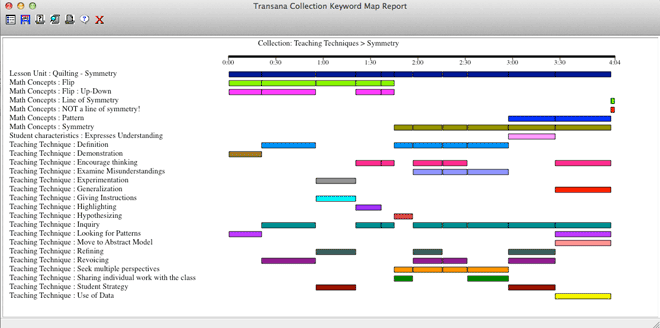 Transana Collection Keyword Map Report
Collection: Teaching Techniques > Symmetry
0:00 0:30 1:00 1:30 2:00 2:30 3:00 3:30 4:04
Lesson Unit : Quilting - Symmetry
Math Concepts : Flip
Math Concepts : Flip : Up-Down
Math Concepts : Line of Symmetry
Math Concepts : NOT a line of symmetry!
Math Concepts : Pattern
Math Concepts : Symmetry
Student characteristics : Expresses Understanding
Teaching Technique : Definition
Teaching Technique : Demonstration
Teaching Technique : Encourage thinking
Teaching Technique : Examine Misunderstandings
Teaching Technique : Experimentation
Teaching Technique : Generalization
Teaching Technique : Giving Instructions
Teaching Technique : Highlighting
Teaching Technique : Hypothesizing
Teaching Technique : Inquiry
Teaching Technique : Looking for Patterns
Teaching Technique : Move to Abstract Model
Teaching Technique : Refining
Teaching Technique : Revoicing
Teaching Technique : Seek multiple perspectives
Teaching Technique : Sharing individual work with the class
Teaching Technique : Student Strategy
Teaching Technique : Use of Data